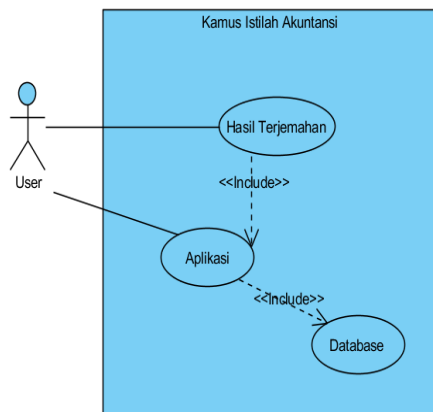 Kamus Istilah Akuntansi
Hasil Terjemahan
User
<<Include>>
Aplikasi
<<Include>>
Database